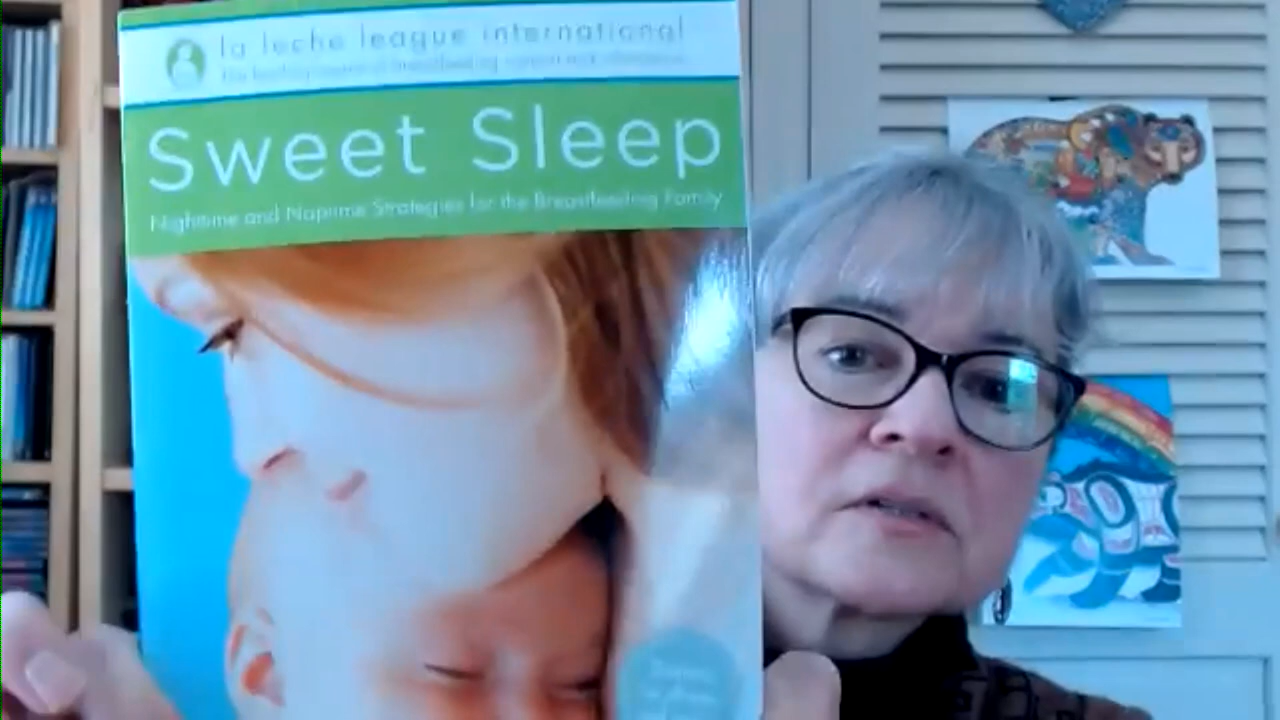 la leche league international
Sweet Sleep
Nighttime and Naptime Strategies for the Breastfeeding Family